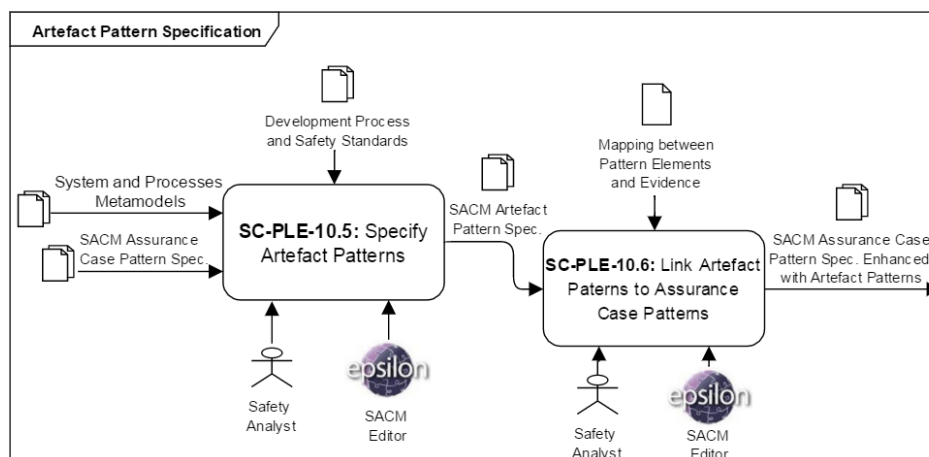 Artefact Pattern Specification
Development Process
and Safety Standards
Mapping between
Pattern Elements
and Evidence
System and Processes
Metamodels
SACM Assurance
Case Pattern Spec.
SC-PLE-10.5: Specify
Artefact Patterns
SACM Artefact
Pattern Spec.
SC-PLE-10.6: Link Artefact
Paterns to Assurance
Case Patterns
SACM Assurance Case
Pattern Spec. Enhanced
with Artefact Patterns
Safety
Analyst
epsilon
SACM
Editor
Safety
Analyst
epsilon
SACM
Editor